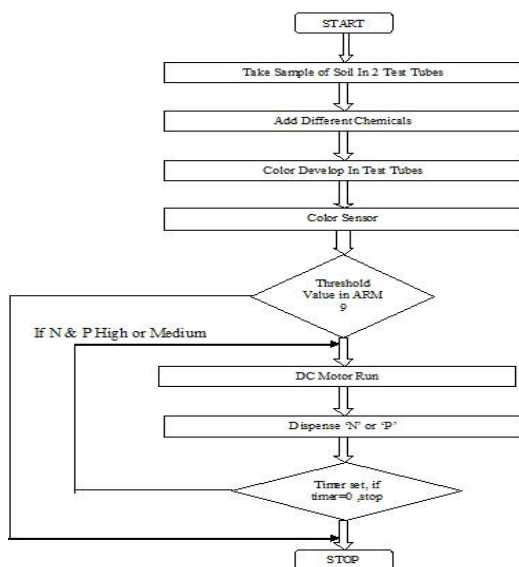 START
Take Sample of Soil In 2 Test Tubes
Add Different Chemicals
Color Develop In Test Tubes
Color Sensor
Threshold
Value in ARM
9
If N & P High or Medium
DC Motor Run
Dispense ‘N’ or ‘P’
Timer set, if
timer=0 ,stop
STOP